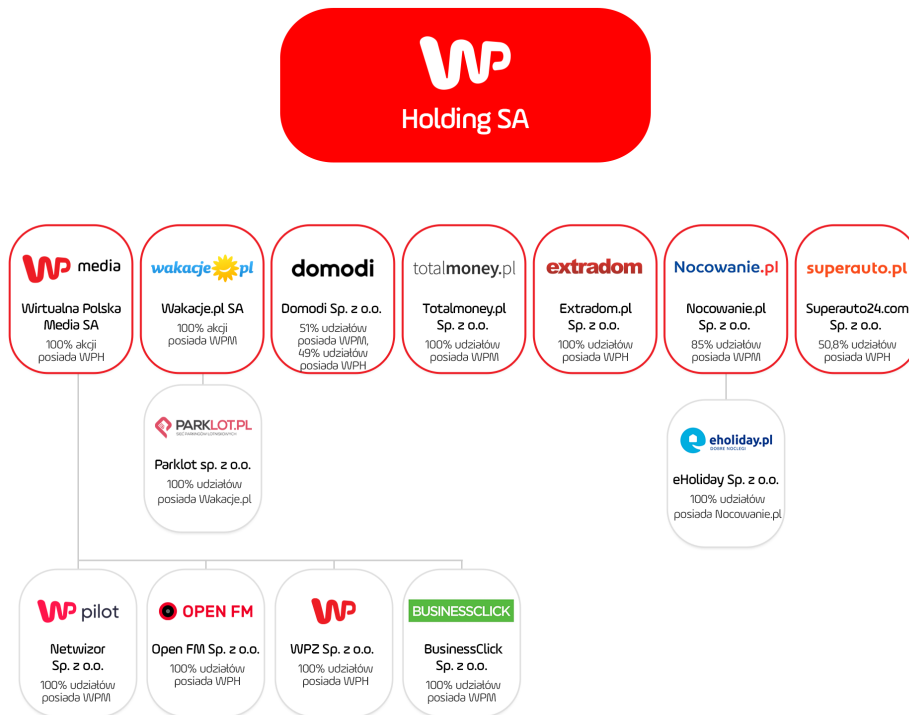 WP
Holding SA
WP media
Wirtualna Polska
Media SA
100% akcji
posiada WPH
wakacje pl
Wakacje.pl SA
100% akcji
posiada WPM
domodi
Domodi Sp. z o.o.
51% udziałów
posiada WPM,
49% udziałów
posiada WPH
totalmoney.pl
Totalmoney.pl
Sp. z o.o.
100% udziałów
posiada WPM
extradom
Extradom.pl
Sp. z o.o.
100% udziałów
posiada WPH
Nocowanie.pl
Nocowanie.pl
Sp. z o.o.
85% udziałów
posiada WPM
superauto.pl
Superauto24.com
Sp. z o.o.
50,8% udziałów
posiada WPH
PARKLOT.PL
Parklot sp. z o.o.
100% udziałów
posiada Wakacje.pl
eholiday.pl
DOBRE NOCLEGI
eHoliday Sp. z o.o.
100% udziałów
posiada Nocowanie.pl
WP pilot
Netwizor
Sp. z o.o.
100% udziałów
posiada WPM
OPEN FM
Open FM Sp. z o.o.
100% udziałów
posiada WPH
WP
WPZ Sp. z o.o.
100% udziałów
posiada WPH
BUSINESSCLICK
BusinessClick
Sp. z o.o.
100% udziałów
posiada WPM